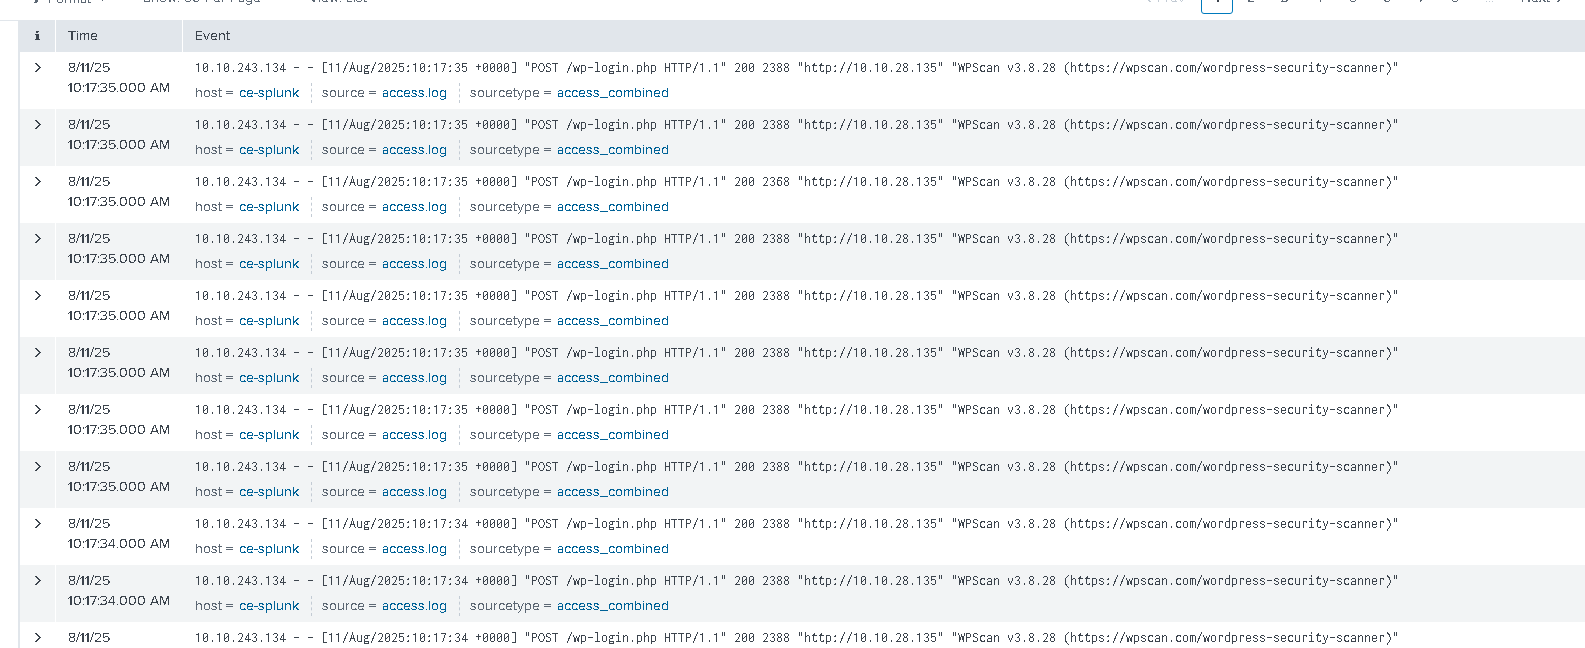 i Time Event
> 8/11/25 10.10.243.134 - - [11/Aug/2025:10:17:35 +0000] "POST /wp-login.php HTTP/1.1" 200 2388 "http://10.10.28.135" "WPScan v3.8.28 (https://wpscan.com/wordpress-security-scanner)"
10:17:35.000 AM
host = ce-splunk source = access.log sourcetype = access_combined
> 8/11/25 10.10.243.134 - - [11/Aug/2025:10:17:35 +0000] "POST /wp-login.php HTTP/1.1" 200 2388 "http://10.10.28.135" "WPScan v3.8.28 (https://wpscan.com/wordpress-security-scanner)"
10:17:35.000 AM
host = ce-splunk source = access.log sourcetype = access_combined
> 8/11/25 10.10.243.134 - - [11/Aug/2025:10:17:35 +0000] "POST /wp-login.php HTTP/1.1" 200 2368 "http://10.10.28.135" "WPScan v3.8.28 (https://wpscan.com/wordpress-security-scanner)"
10:17:35.000 AM
host = ce-splunk source = access.log sourcetype = access_combined
> 8/11/25 10.10.243.134 - - [11/Aug/2025:10:17:35 +0000] "POST /wp-login.php HTTP/1.1" 200 2388 "http://10.10.28.135" "WPScan v3.8.28 (https://wpscan.com/wordpress-security-scanner)"
10:17:35.000 AM
host = ce-splunk source = access.log sourcetype = access_combined
> 8/11/25 10.10.243.134 - - [11/Aug/2025:10:17:35 +0000] "POST /wp-login.php HTTP/1.1" 200 2388 "http://10.10.28.135" "WPScan v3.8.28 (https://wpscan.com/wordpress-security-scanner)"
10:17:35.000 AM
host = ce-splunk source = access.log sourcetype = access_combined
> 8/11/25 10.10.243.134 - - [11/Aug/2025:10:17:35 +0000] "POST /wp-login.php HTTP/1.1" 200 2388 "http://10.10.28.135" "WPScan v3.8.28 (https://wpscan.com/wordpress-security-scanner)"
10:17:35.000 AM
host = ce-splunk source = access.log sourcetype = access_combined
> 8/11/25 10.10.243.134 - - [11/Aug/2025:10:17:35 +0000] "POST /wp-login.php HTTP/1.1" 200 2388 "http://10.10.28.135" "WPScan v3.8.28 (https://wpscan.com/wordpress-security-scanner)"
10:17:35.000 AM
host = ce-splunk source = access.log sourcetype = access_combined
> 8/11/25 10.10.243.134 - - [11/Aug/2025:10:17:35 +0000] "POST /wp-login.php HTTP/1.1" 200 2388 "http://10.10.28.135" "WPScan v3.8.28 (https://wpscan.com/wordpress-security-scanner)"
10:17:35.000 AM
host = ce-splunk source = access.log sourcetype = access_combined
> 8/11/25 10.10.243.134 - - [11/Aug/2025:10:17:34 +0000] "POST /wp-login.php HTTP/1.1" 200 2388 "http://10.10.28.135" "WPScan v3.8.28 (https://wpscan.com/wordpress-security-scanner)"
10:17:34.000 AM
host = ce-splunk source = access.log sourcetype = access_combined
> 8/11/25 10.10.243.134 - - [11/Aug/2025:10:17:34 +0000] "POST /wp-login.php HTTP/1.1" 200 2388 "http://10.10.28.135" "WPScan v3.8.28 (https://wpscan.com/wordpress-security-scanner)"
10:17:34.000 AM
host = ce-splunk source = access.log sourcetype = access_combined
> 8/11/25 10.10.243.134 - - [11/Aug/2025:10:17:34 +0000] "POST /wp-login.php HTTP/1.1" 200 2388 "http://10.10.28.135" "WPScan v3.8.28 (https://wpscan.com/wordpress-security-scanner)"